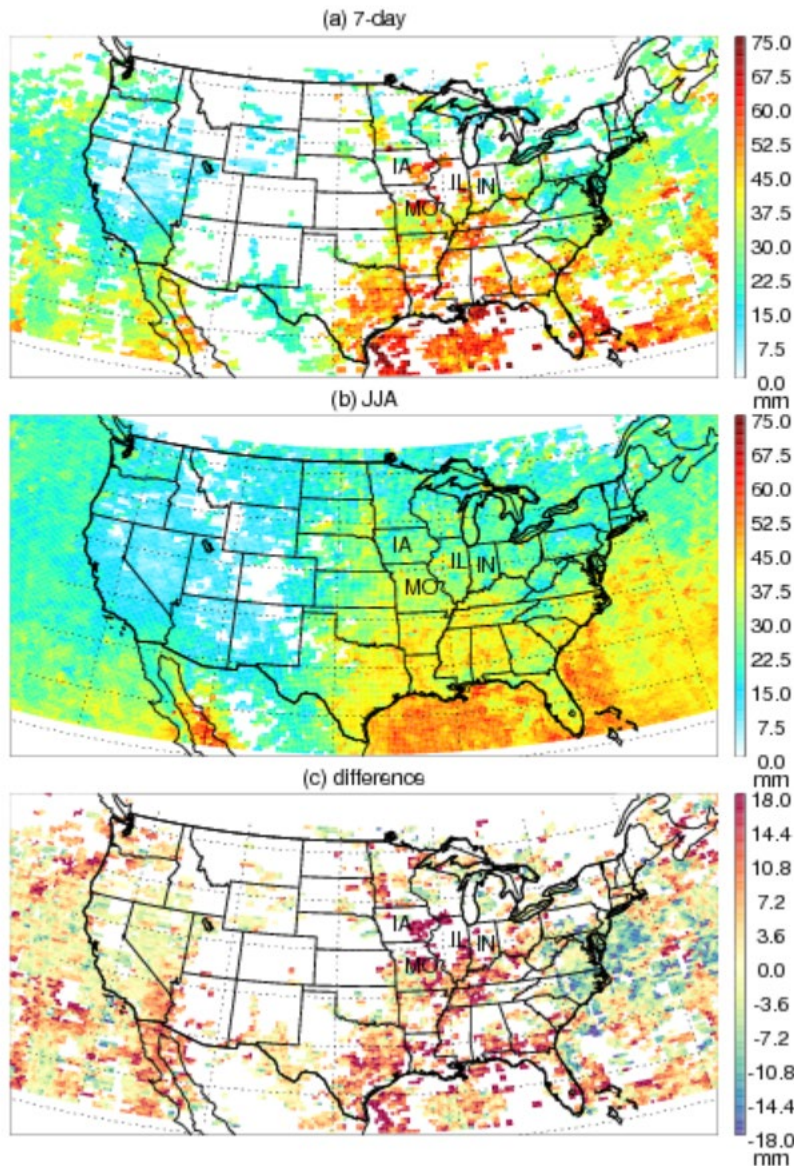 (a) 7-day
75.0
67.5
60.0
52.5
45.0
37.5
30.0
22.5
15.0
7.5
0.0
mm
IA
IL
IN
MO
(b) JJA
75.0
67.5
60.0
52.5
45.0
37.5
30.0
22.5
15.0
7.5
0.0
mm
IA
IL
IN
MO
(c) difference
18.0
14.4
10.8
7.2
3.6
0.0
-3.6
-7.2
-10.8
-14.4
-18.0
mm
IA
IL
IN
MO